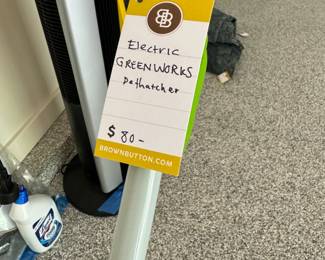 BB
Electric
GREENWORKS
Dethatcher
$80-
BROWNBUTTON.COM